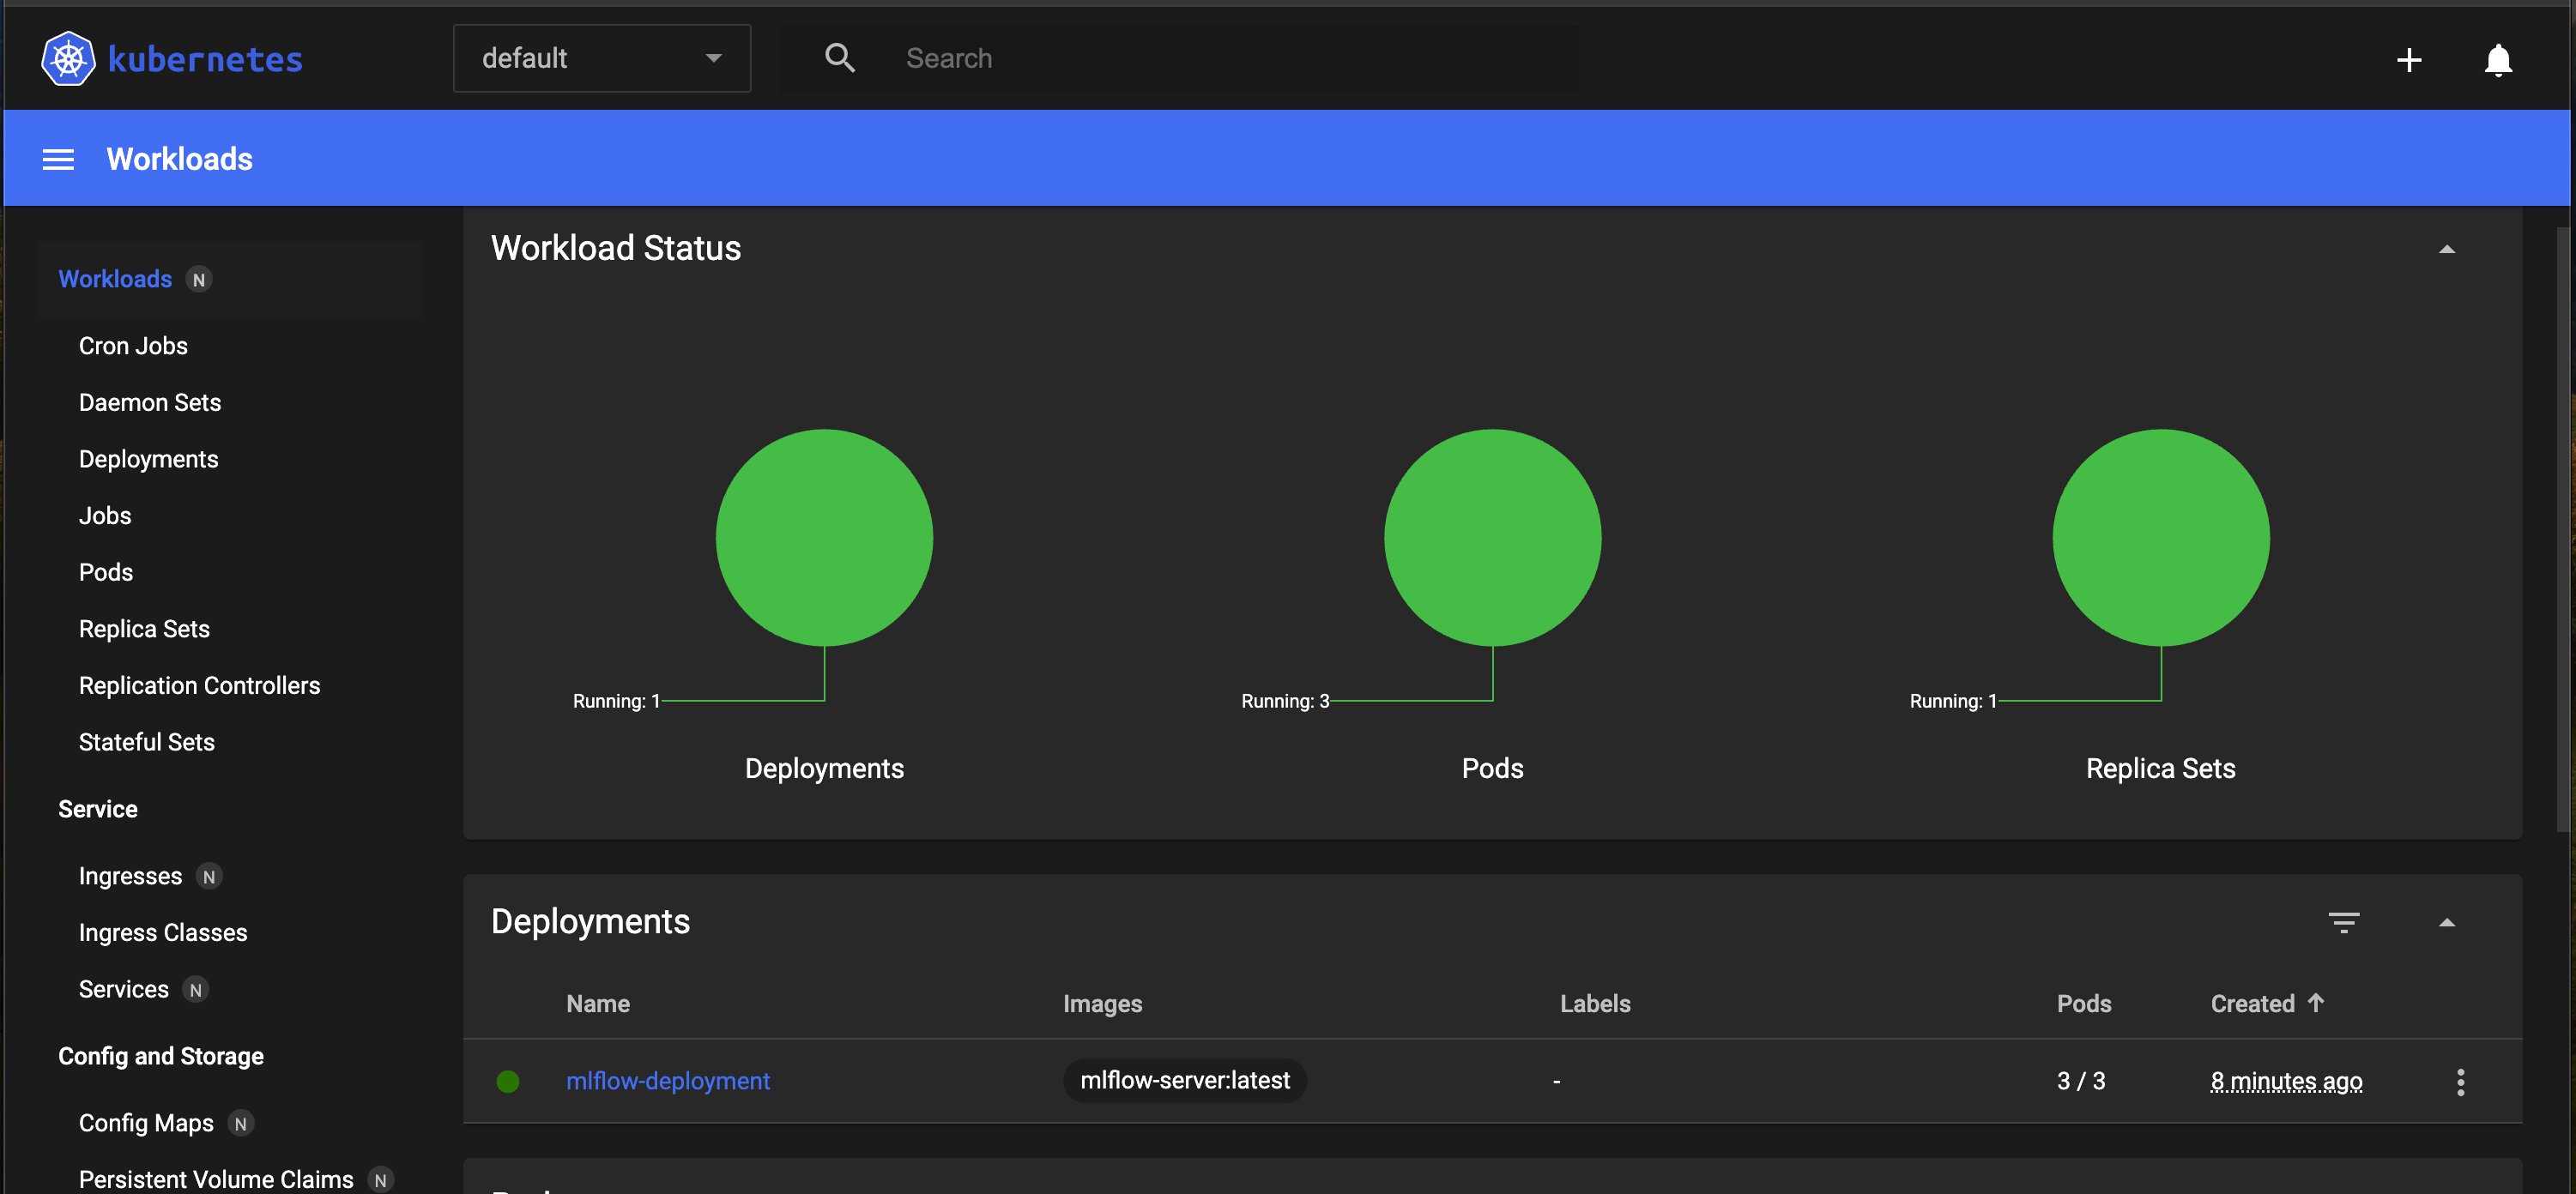 kubernetes
default
Search
Workloads
Workloads N
Cron Jobs
Daemon Sets
Deployments
Jobs
Pods
Replica Sets
Replication Controllers
Stateful Sets
Service
Ingresses N
Ingress Classes
Services N
Config and Storage
Config Maps N
Persistent Volume Claims N
Workload Status
Running: 1
Deployments
Running: 3
Pods
Running: 1
Replica Sets
Deployments
Name Images Labels Pods Created
mlflow-deployment mlflow-server:latest - 3 / 3 8 minutes ago